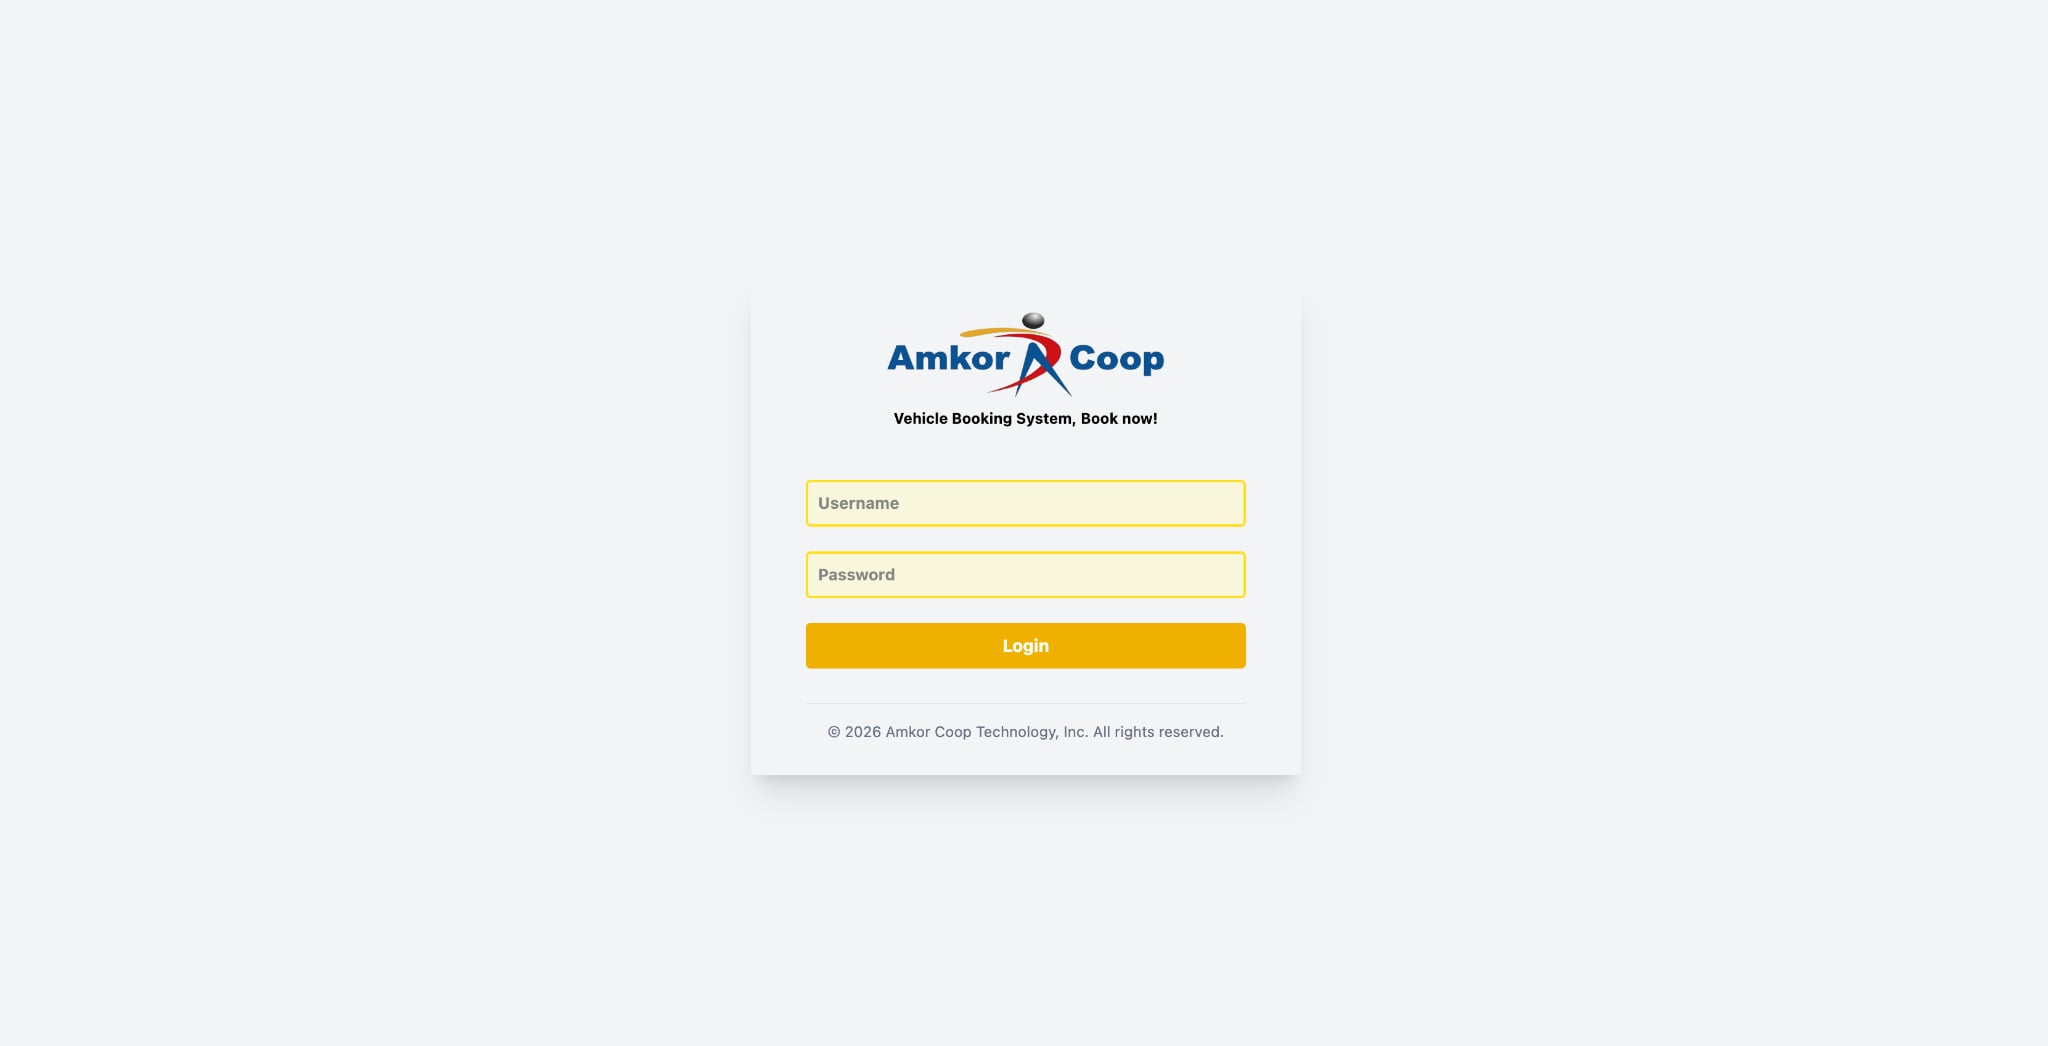 Amkor Coop
Vehicle Booking System, Book now!
Username
Password
Login
© 2026 Amkor Coop Technology, Inc. All rights reserved.